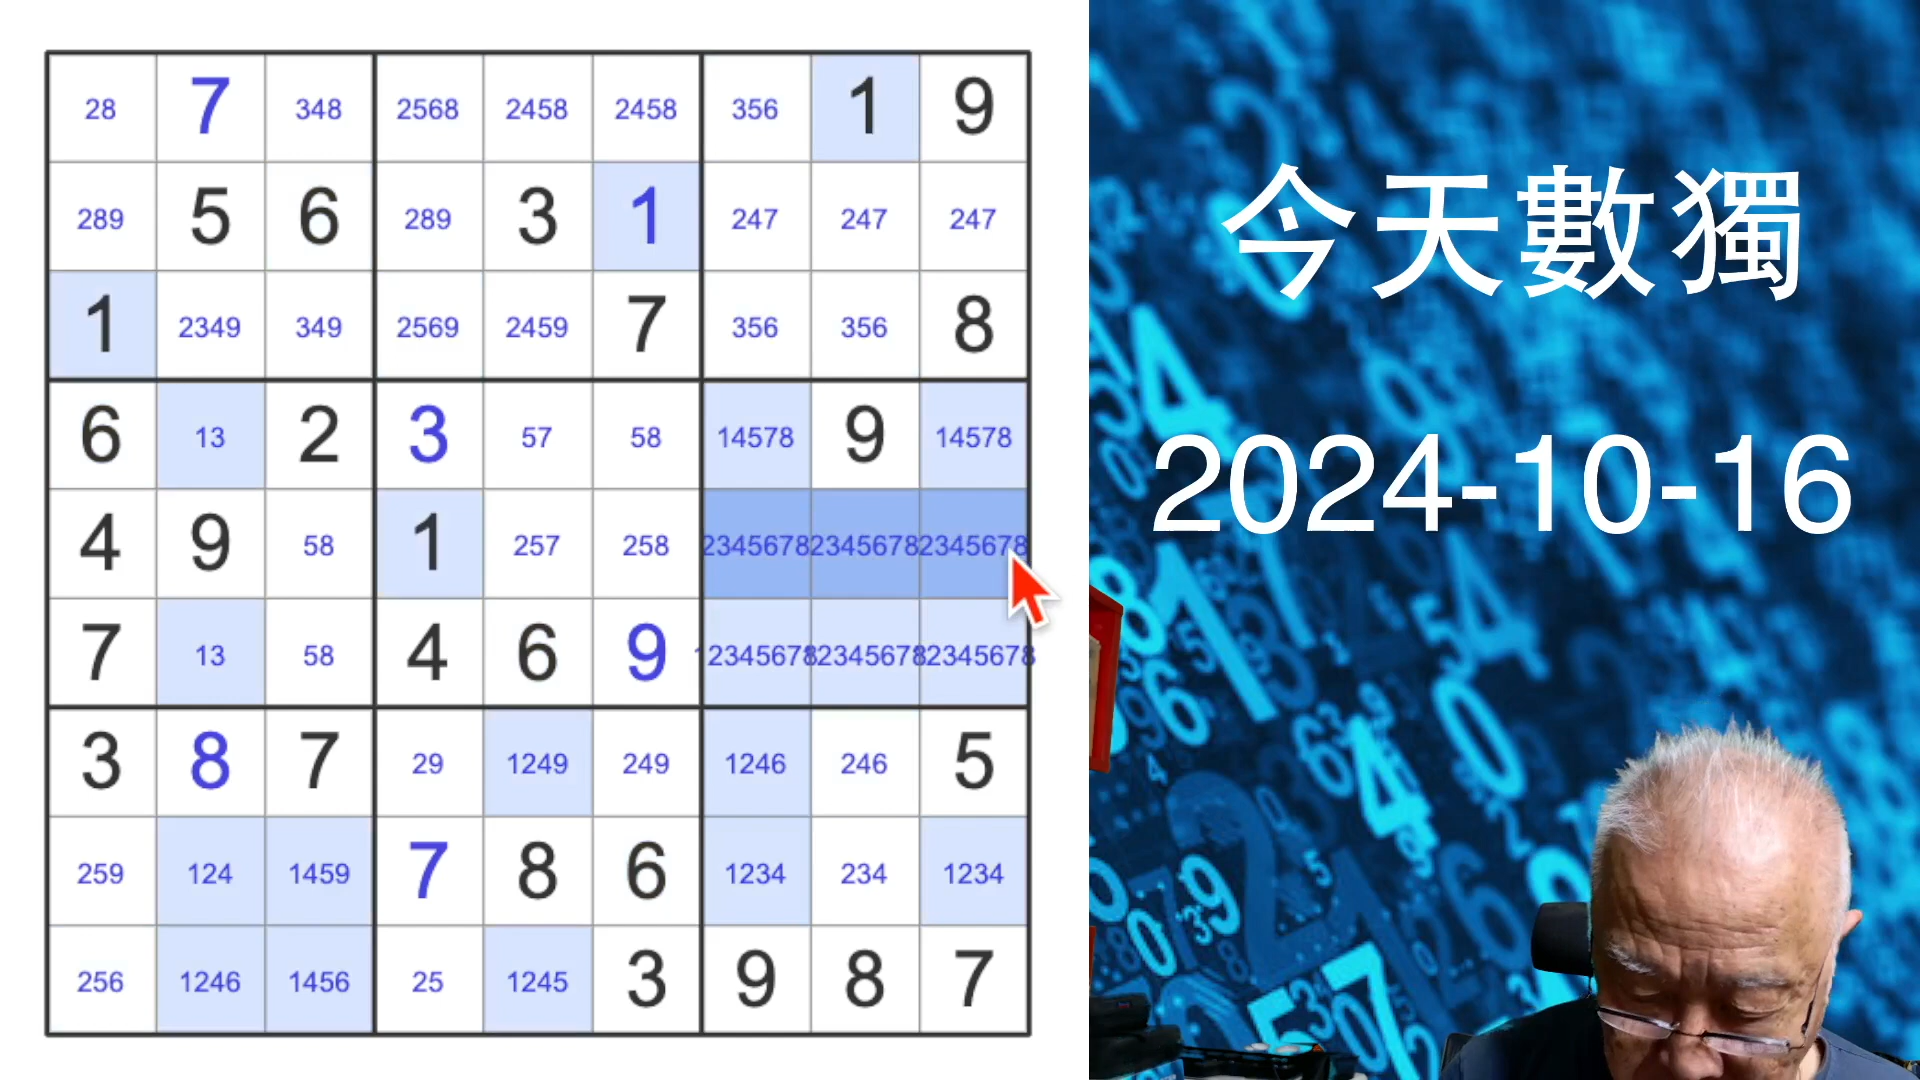 28 7 348 2568 2458 2458 356 1 9
289 5 6 289 3 1 247 247 247
1 2349 349 2569 2459 7 356 356 8
6 13 2 3 57 58 14578 9 14578
4 9 58 1 257 258 2345678 2345678 2345678
7 13 58 4 6 9 12345678 2345678 2345678
3 8 7 29 1249 249 1246 246 5
259 124 1459 7 8 6 1234 234 1234
256 1246 1456 25 1245 3 9 8 7
今天數獨
2024-10-16